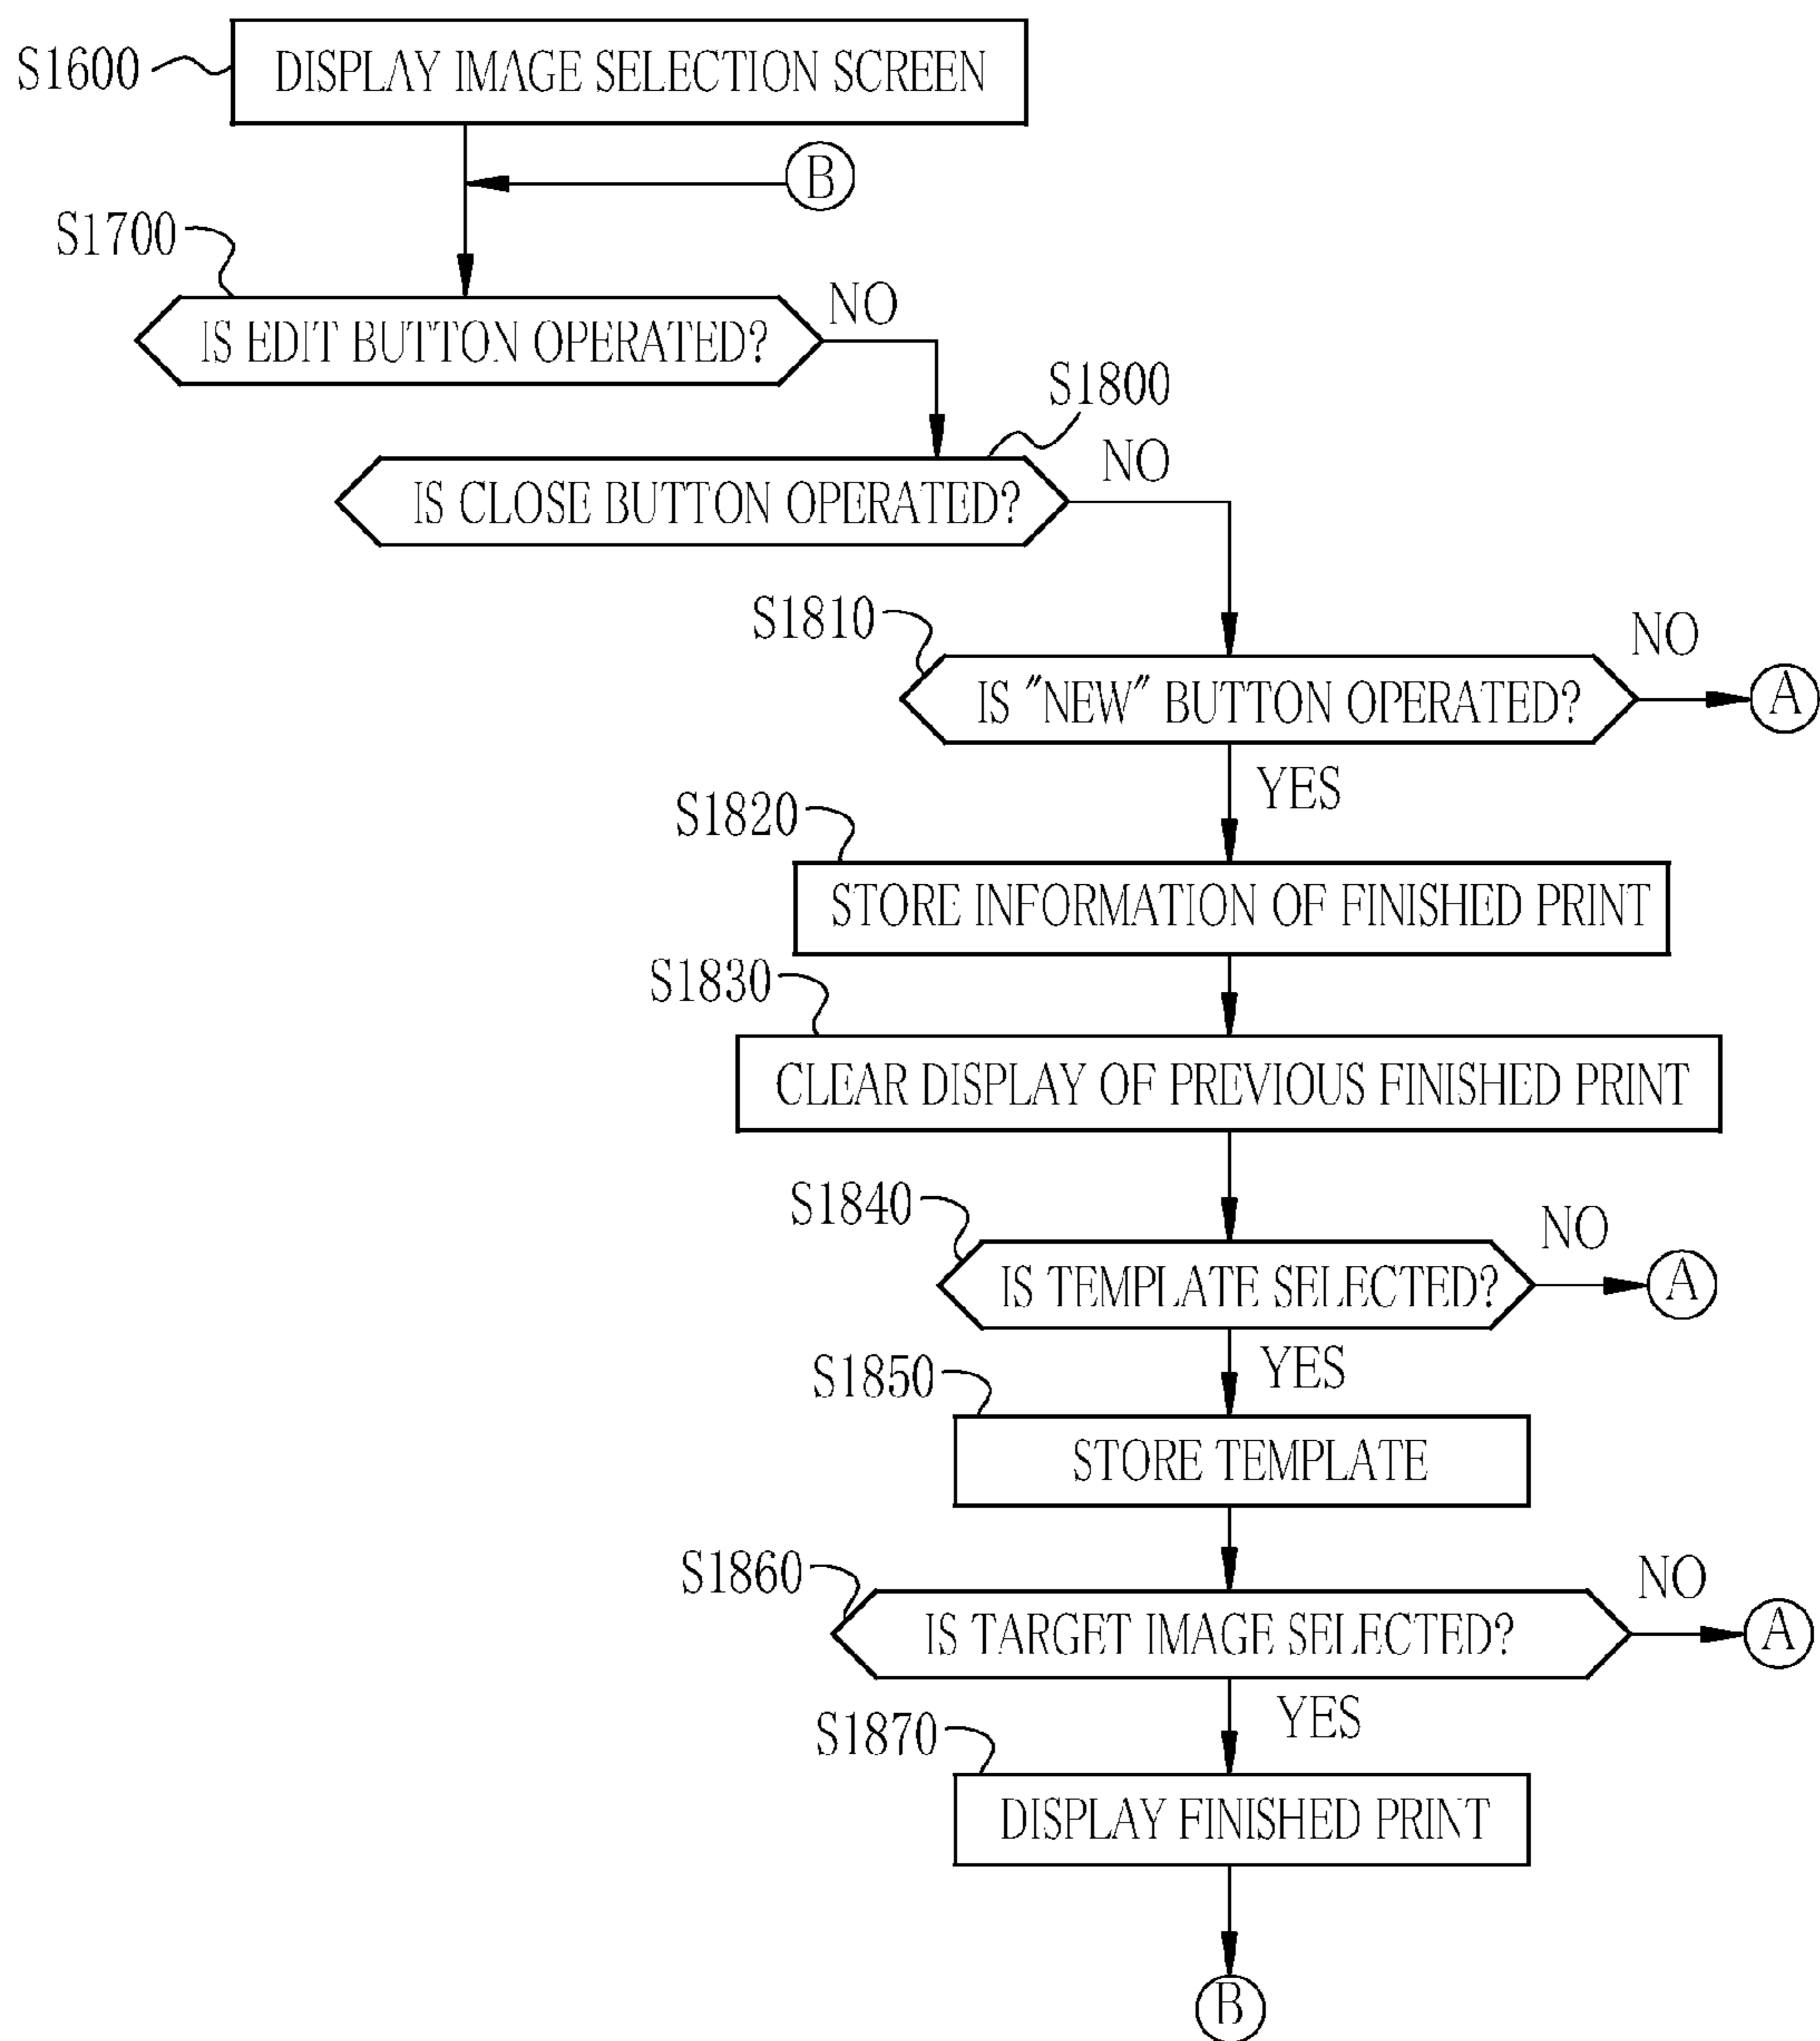 S1600
DISPLAY IMAGE SELECTION SCREEN
B
S1700
IS EDIT BUTTON OPERATED?
NO
S1800
IS CLOSE BUTTON OPERATED?
NO
S1810
IS "NEW" BUTTON OPERATED?
NO
A
YES
S1820
STORE INFORMATION OF FINISHED PRINT
S1830
CLEAR DISPLAY OF PREVIOUS FINISHED PRINT
S1840
IS TEMPLATE SELECTED?
NO
A
YES
S1850
STORE TEMPLATE
S1860
IS TARGET IMAGE SELECTED?
NO
A
YES
S1870
DISPLAY FINISHED PRINT
B